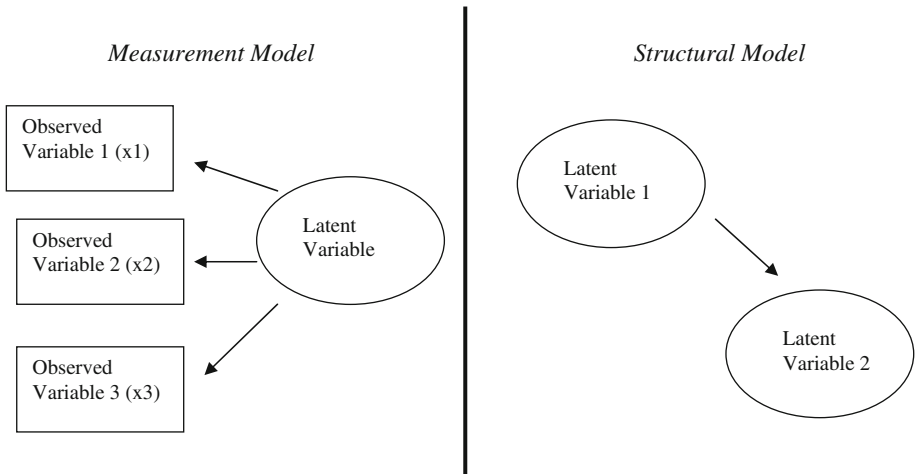 Measurement Model
Observed
Variable 1 (x1)
Observed
Variable 2 (x2)
Observed
Variable 3 (x3)
Latent
Variable
Structural Model
Latent
Variable 1
Latent
Variable 2